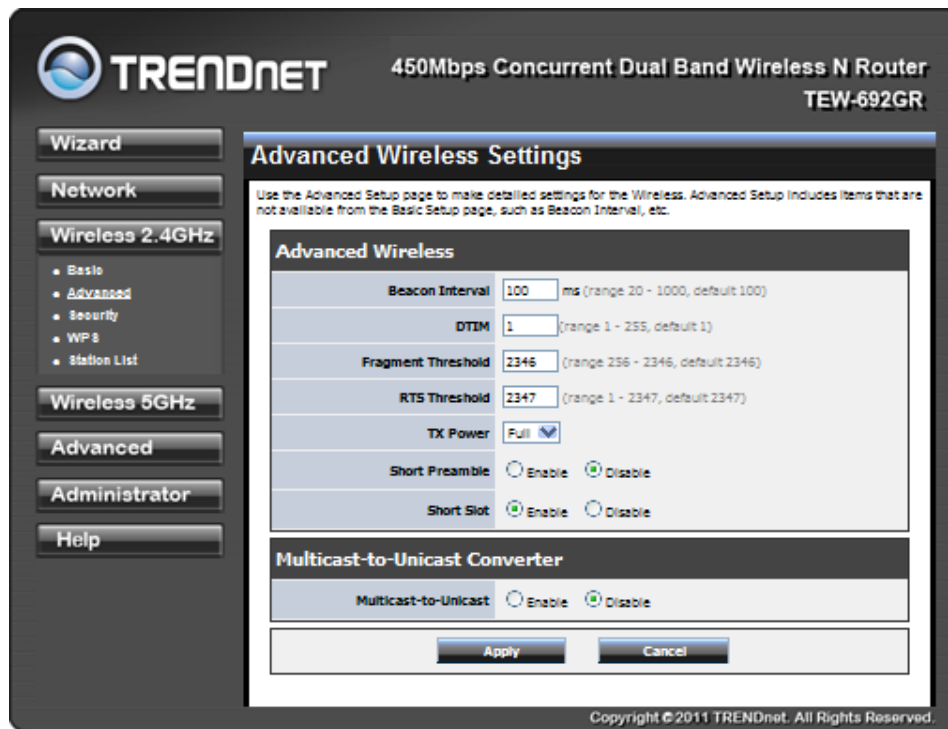 TRENDNET
450Mbps Concurrent Dual Band Wireless N Router
TEW-692GR
Wizard
Network
Wireless 2.4GHz
Basic
Advanced
Security
WPS
Station List
Wireless 5GHz
Advanced
Administrator
Help
Advanced Wireless Settings
Use the Advanced Setup page to make detailed settings for the Wireless. Advanced Setup includes items that are
not available from the Basic Setup page, such as Beacon Interval, etc.
Advanced Wireless
Beacon Interval 100 ms (range 20 - 1000, default 100)
DTIM 1 (range 1 - 255, default 1)
Fragment Threshold 2346 (range 256 - 2346, default 2346)
RTS Threshold 2347 (range 1 - 2347, default 2347)
TX Power Full
Short Preamble Enable Disable
Short Slot Enable Disable
Multicast-to-Unicast Converter
Multicast-to-Unicast Enable Disable
Apply Cancel
Copyright © 2011 TRENDnet. All Rights Reserved.